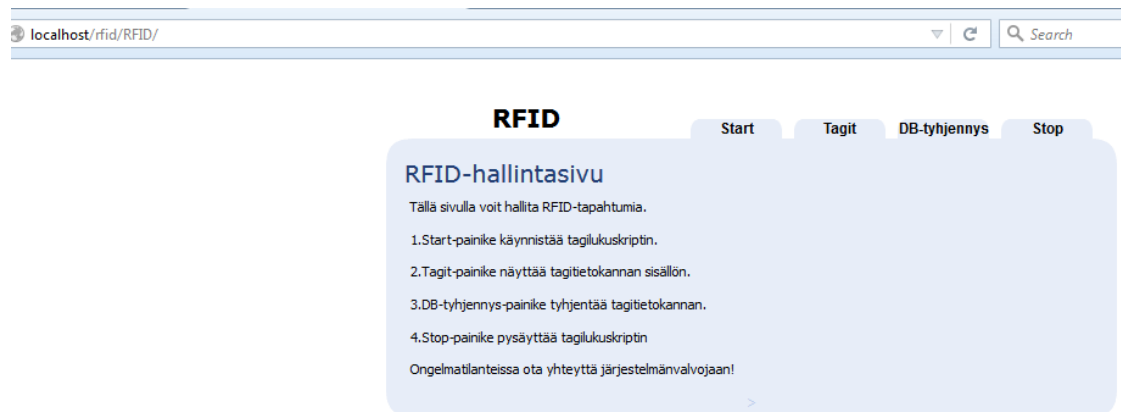 localhost/rfid/RFID/
Search
RFID
Start
Tagit
DB-tyhjennys
Stop
RFID-hallintasivu
Tällä sivulla voit hallita RFID-tapahtumia.
1.Start-painike käynnistää tagilukuskriptin.
2.Tagit-painike näyttää tagitietokannan sisällön.
3.DB-tyhjennys-painike tyhjentää tagitietokannan.
4.Stop-painike pysäyttää tagilukuskriptin
Ongelmatilanteissa ota yhteyttä järjestelmänvalvojaan!
>